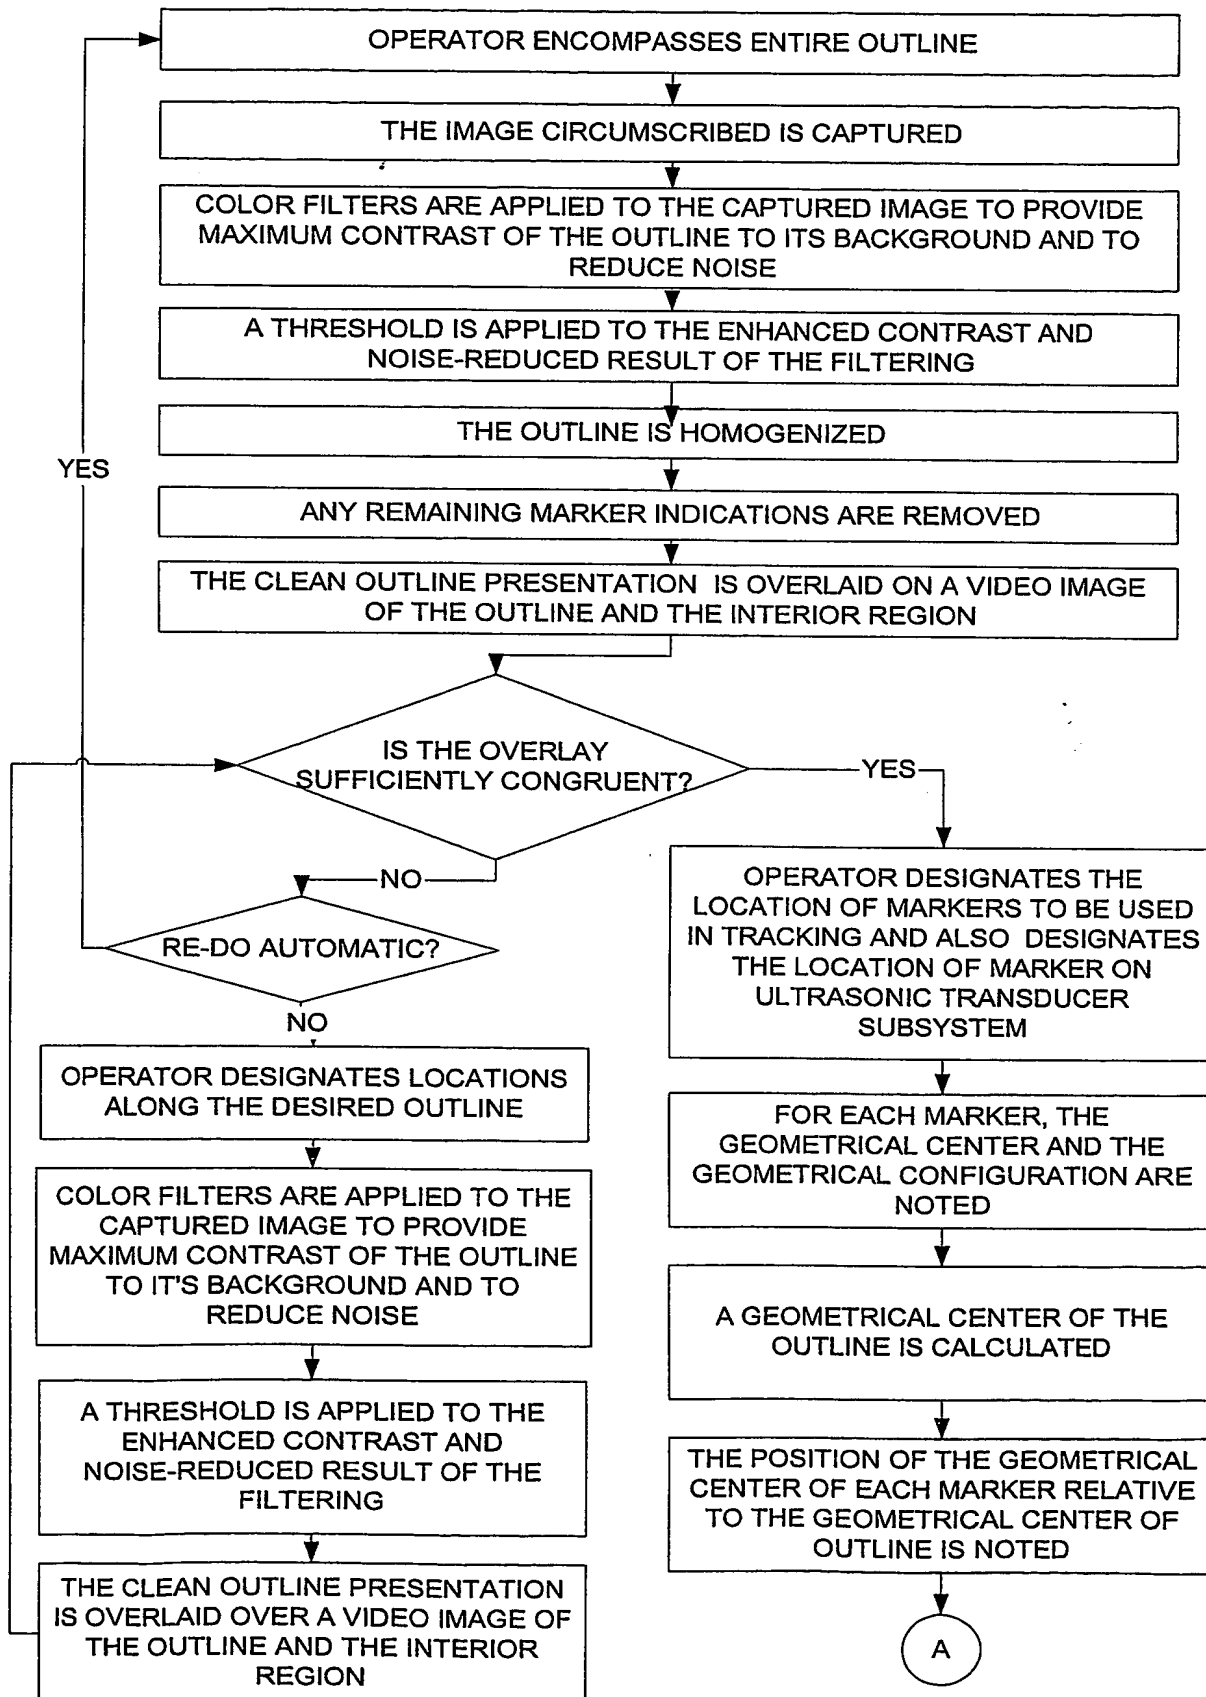 OPERATOR ENCOMPASSES ENTIRE OUTLINE
THE IMAGE CIRCUMSCRIBED IS CAPTURED
COLOR FILTERS ARE APPLIED TO THE CAPTURED IMAGE TO PROVIDE
MAXIMUM CONTRAST OF THE OUTLINE TO ITS BACKGROUND AND TO
REDUCE NOISE
A THRESHOLD IS APPLIED TO THE ENHANCED CONTRAST AND
NOISE-REDUCED RESULT OF THE FILTERING
THE OUTLINE IS HOMOGENIZED
YES
ANY REMAINING MARKER INDICATIONS ARE REMOVED
THE CLEAN OUTLINE PRESENTATION IS OVERLAID ON A VIDEO IMAGE
OF THE OUTLINE AND THE INTERIOR REGION
IS THE OVERLAY
SUFFICIENTLY CONGRUENT?
YES
NO
RE-DO AUTOMATIC?
NO
OPERATOR DESIGNATES LOCATIONS
ALONG THE DESIRED OUTLINE
COLOR FILTERS ARE APPLIED TO THE
CAPTURED IMAGE TO PROVIDE
MAXIMUM CONTRAST OF THE OUTLINE
TO IT'S BACKGROUND AND TO
REDUCE NOISE
A THRESHOLD IS APPLIED TO THE
ENHANCED CONTRAST AND
NOISE-REDUCED RESULT OF THE
FILTERING
THE CLEAN OUTLINE PRESENTATION
IS OVERLAID OVER A VIDEO IMAGE OF
THE OUTLINE AND THE INTERIOR
REGION
OPERATOR DESIGNATES THE
LOCATION OF MARKERS TO BE USED
IN TRACKING AND ALSO DESIGNATES
THE LOCATION OF MARKER ON
ULTRASONIC TRANSDUCER
SUBSYSTEM
FOR EACH MARKER, THE
GEOMETRICAL CENTER AND THE
GEOMETRICAL CONFIGURATION ARE
NOTED
A GEOMETRICAL CENTER OF THE
OUTLINE IS CALCULATED
THE POSITION OF THE GEOMETRICAL
CENTER OF EACH MARKER RELATIVE
TO THE GEOMETRICAL CENTER OF
OUTLINE IS NOTED
A